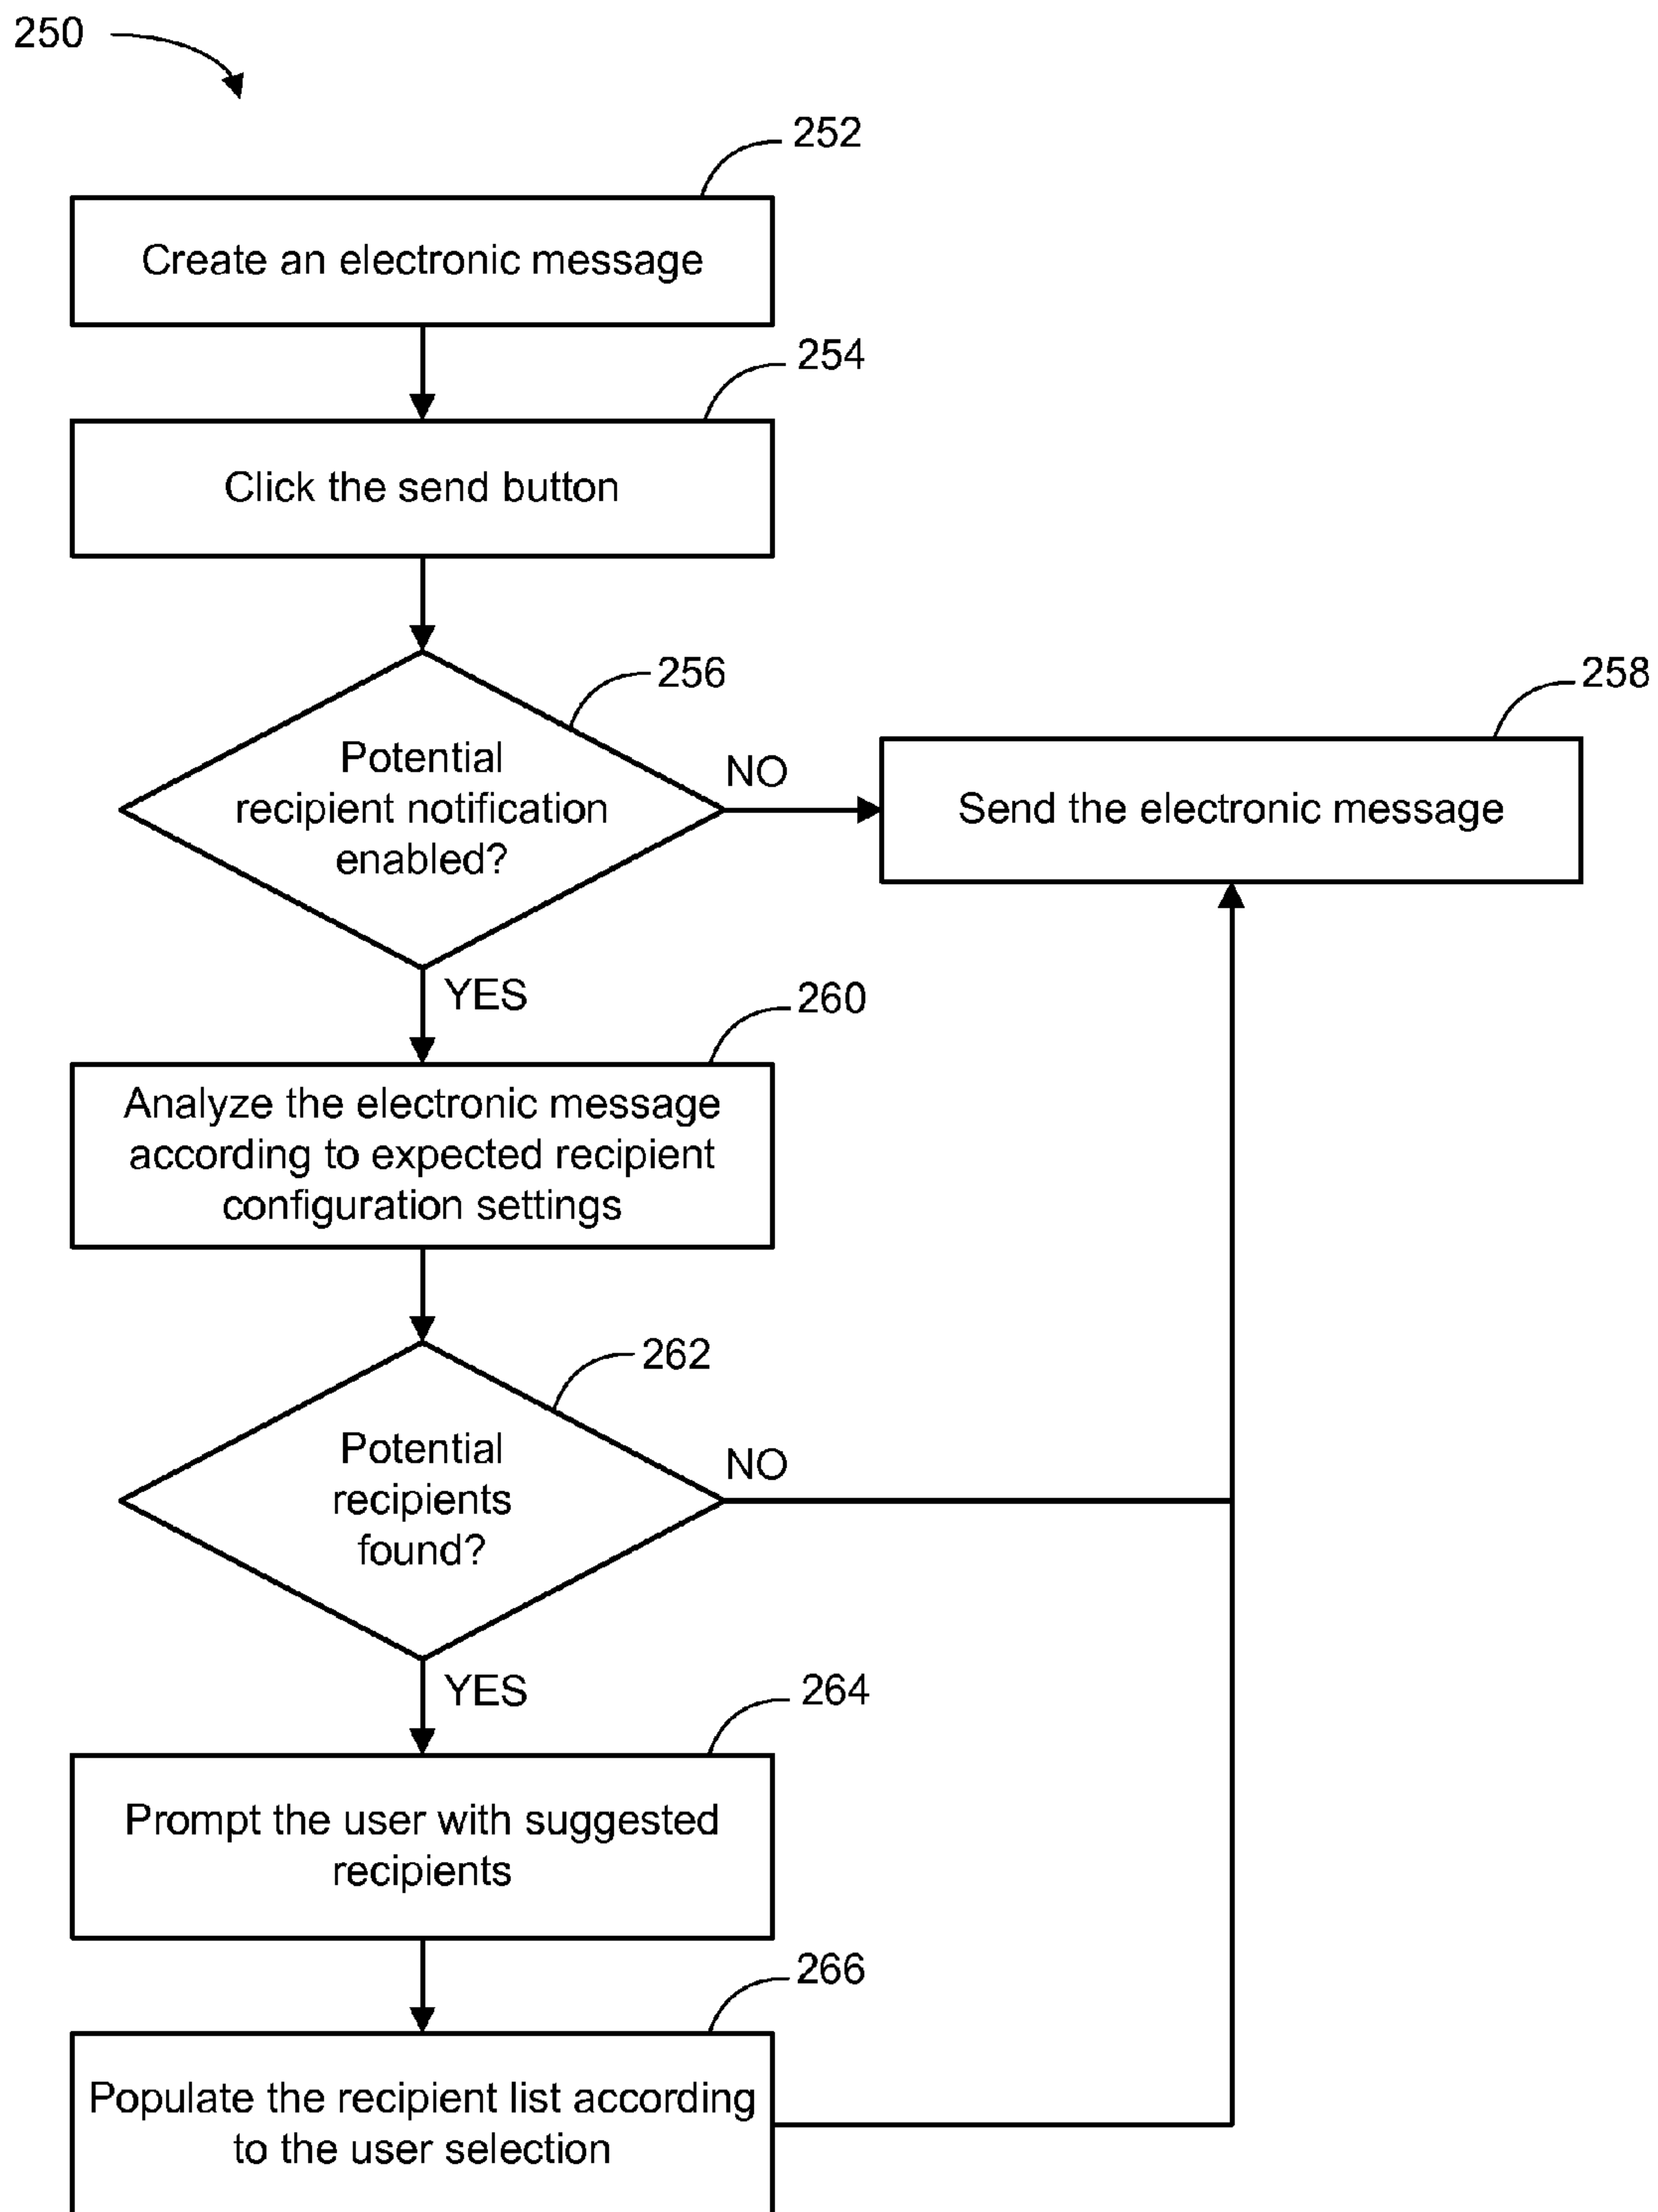 250
252
Create an electronic message
254
Click the send button
256
Potential
recipient notification
enabled?
NO
258
Send the electronic message
YES
260
Analyze the electronic message
according to expected recipient
configuration settings
262
Potential
recipients
found?
NO
YES
264
Prompt the user with suggested
recipients
266
Populate the recipient list according
to the user selection